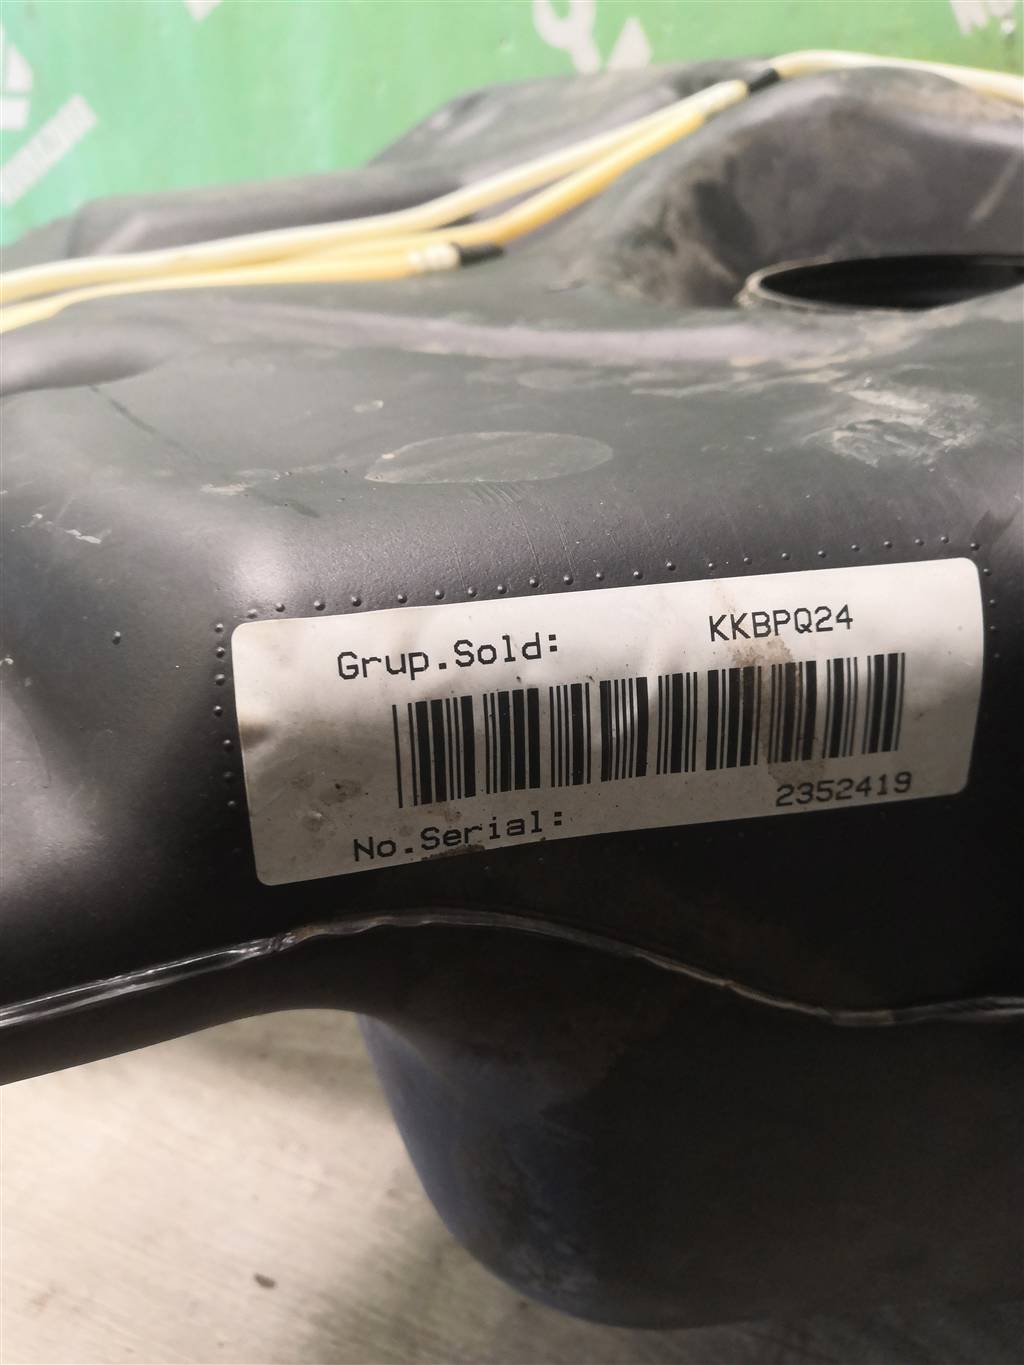 Grup.Sold: KKBPQ24
No.Serial: 2352419